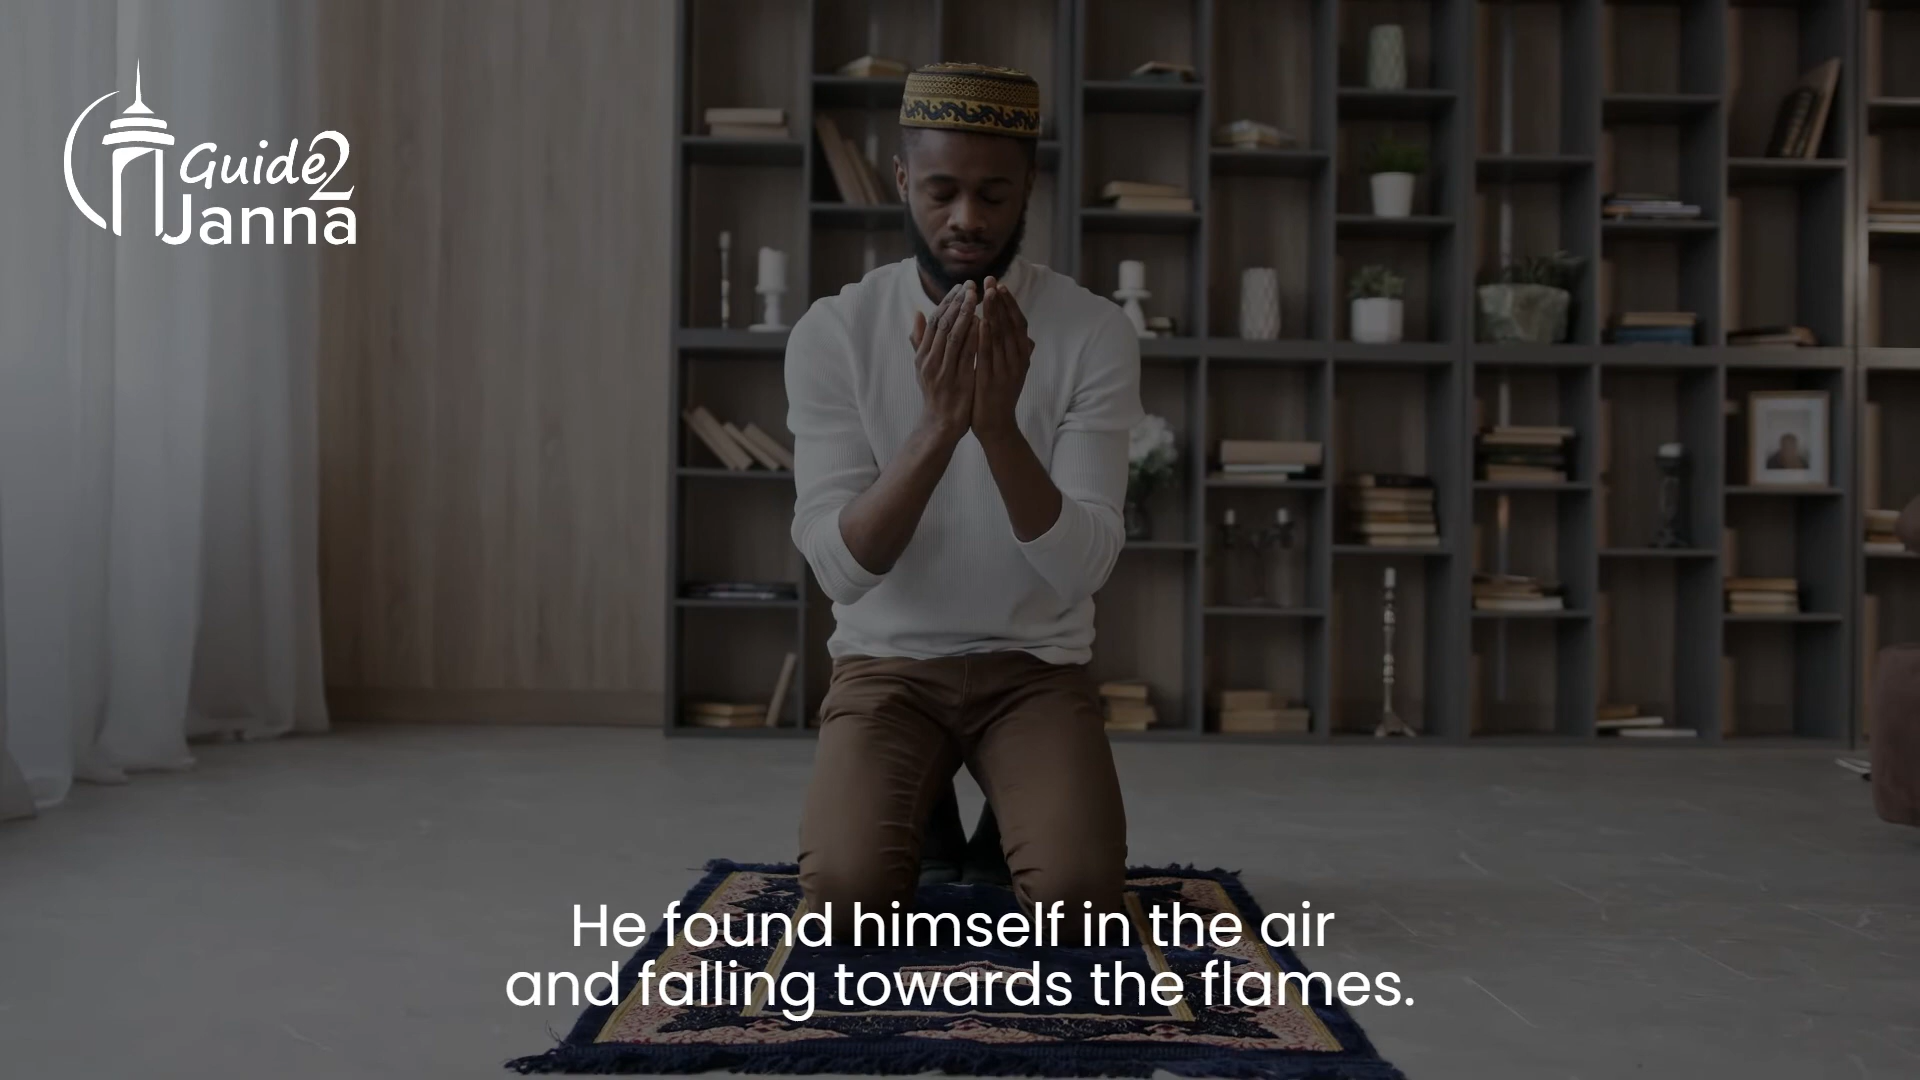 Guide2
Janna
He found himself in the air
and falling towards the flames.